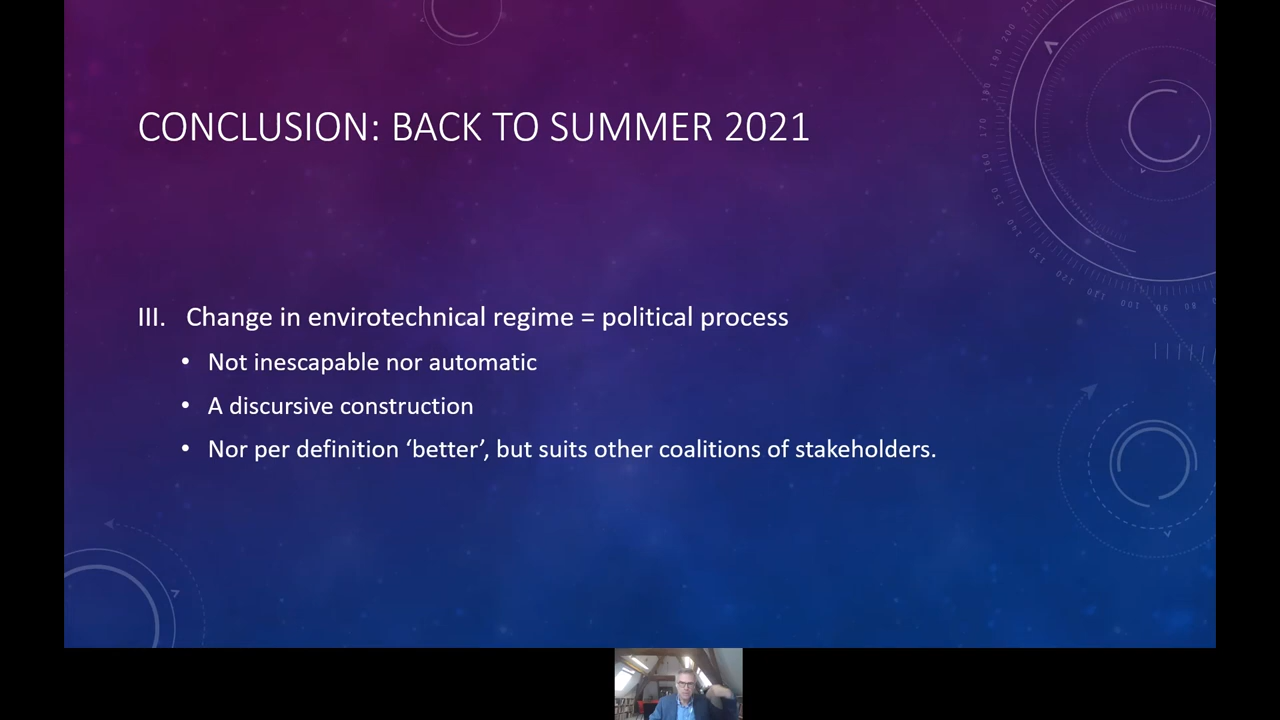 CONCLUSION: BACK TO SUMMER 2021
III. Change in envirotechnical regime = political process
• Not inescapable nor automatic
• A discursive construction
• Nor per definition ‘better’, but suits other coalitions of stakeholders.